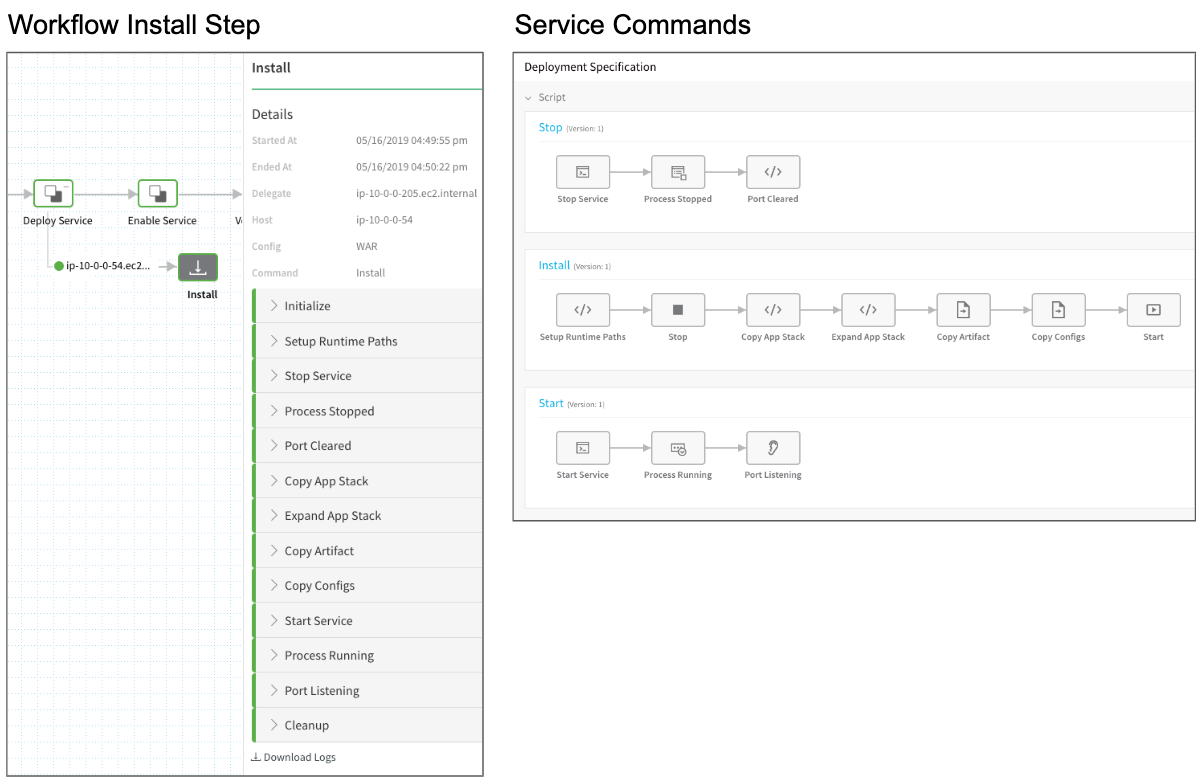 Workflow Install Step
Deploy Service
Enable Service
Ve
ip-10-0-0-54.ec2...
Install
Install
Details
Started At 05/16/2019 04:49:55 pm
Ended At 05/16/2019 04:50:22 pm
Delegate ip-10-0-0-205.ec2.internal
Host ip-10-0-0-54
Config WAR
Command Install
Initialize
Setup Runtime Paths
Stop Service
Process Stopped
Port Cleared
Copy App Stack
Expand App Stack
Copy Artifact
Copy Configs
Start Service
Process Running
Port Listening
Cleanup
Download Logs
Service Commands
Deployment Specification
Script
Stop (Version: 1)
Stop Service Process Stopped Port Cleared
Install (Version: 1)
Setup Runtime Paths Stop Copy App Stack Expand App Stack Copy Artifact Copy Configs Start
Start (Version: 1)
Start Service Process Running Port Listening